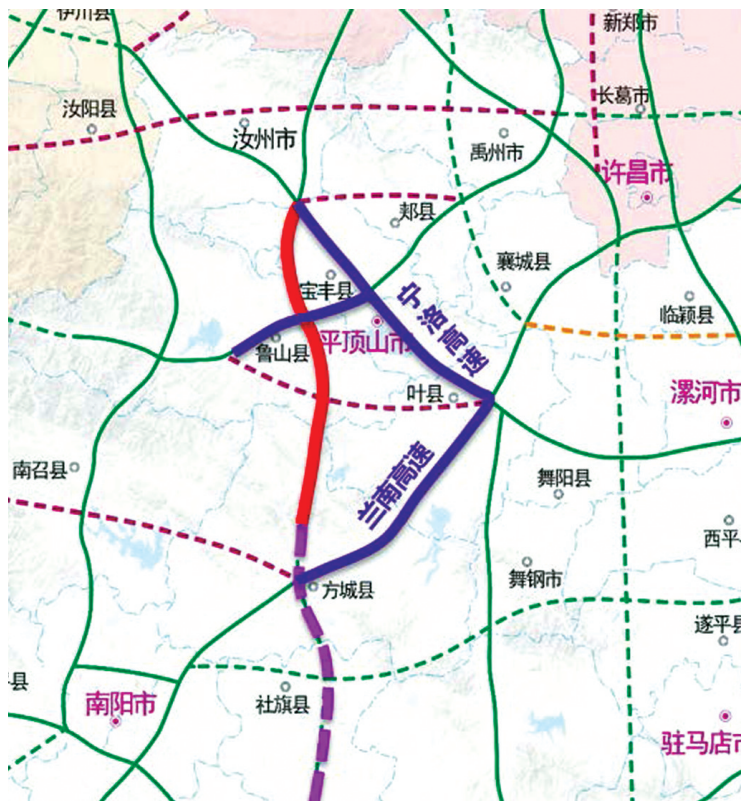 伊川县
新郑市
长葛市
汝阳县
汝州市
禹州市
许昌市
郏县
襄城县
宝丰县
宁洛高速
临颍县
鲁山县
平顶山市
叶县
漯河市
兰南高速
南召县
舞阳县
西平
方城县
舞钢市
遂平县
县
南阳市
社旗县
驻马店市